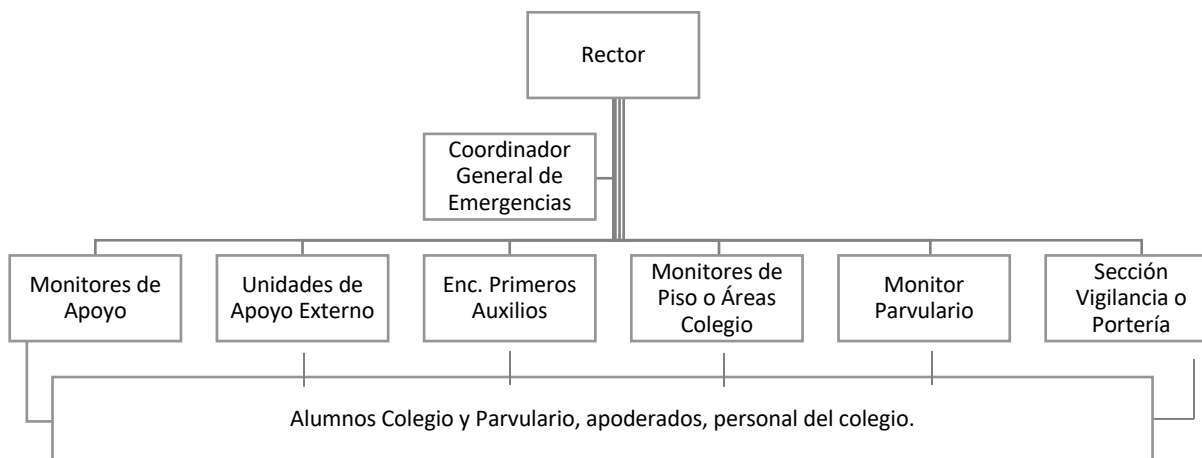 Rector
Coordinador
General de
Emergencias
Monitores de
Apoyo
Unidades de
Apoyo Externo
Enc. Primeros
Auxilios
Monitores de
Piso o Áreas
Colegio
Monitor
Parvulario
Sección
Vigilancia o
Portería
Alumnos Colegio y Parvulario, apoderados, personal del colegio.